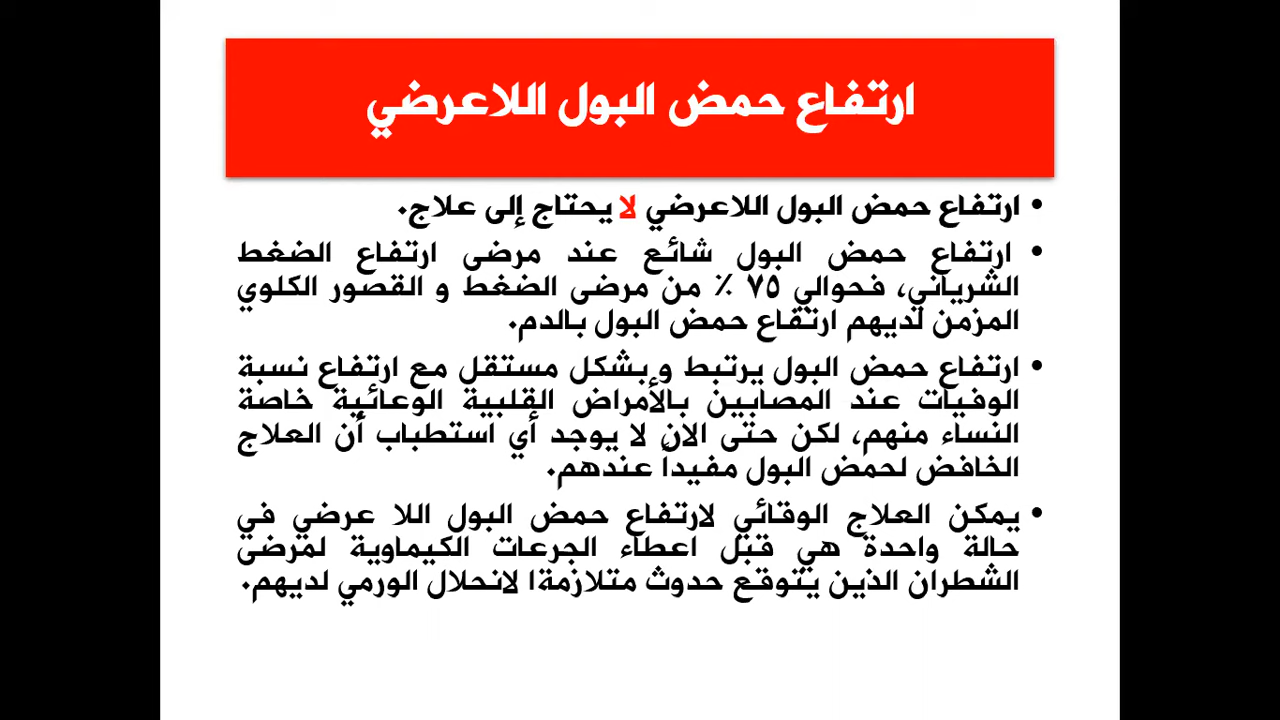 ارتفاع حمض البول اللاعرضي
• ارتفاع حمض البول اللاعرضي لا يحتاج إلى علاج.
• ارتفاع حمض البول شائع عند مرضى ارتفاع الضغط
الشرياني، فحوالي ٧٥ ٪ من مرضى الضغط و القصور الكلوي
المزمن لديهم ارتفاع حمض البول بالدم.
• ارتفاع حمض البول يرتبط و بشكل مستقل مع ارتفاع نسبة
الوفيات عند المصابين بالأمراض القلبية الوعائية خاصة
النساء منهم، لكن حتى الان لا يوجد أي استطباب أن العلاج
الخافض لحمض البول مفيداً عندهم.
• يمكن العلاج الوقائي لارتفاع حمض البول اللا عرضي في
حالة واحدة هي قبل اعطاء الجرعات الكيماوية لمرضى
الشطران الذين يتوقع حدوث متلازمةا لانحلال الورمي لديهم.